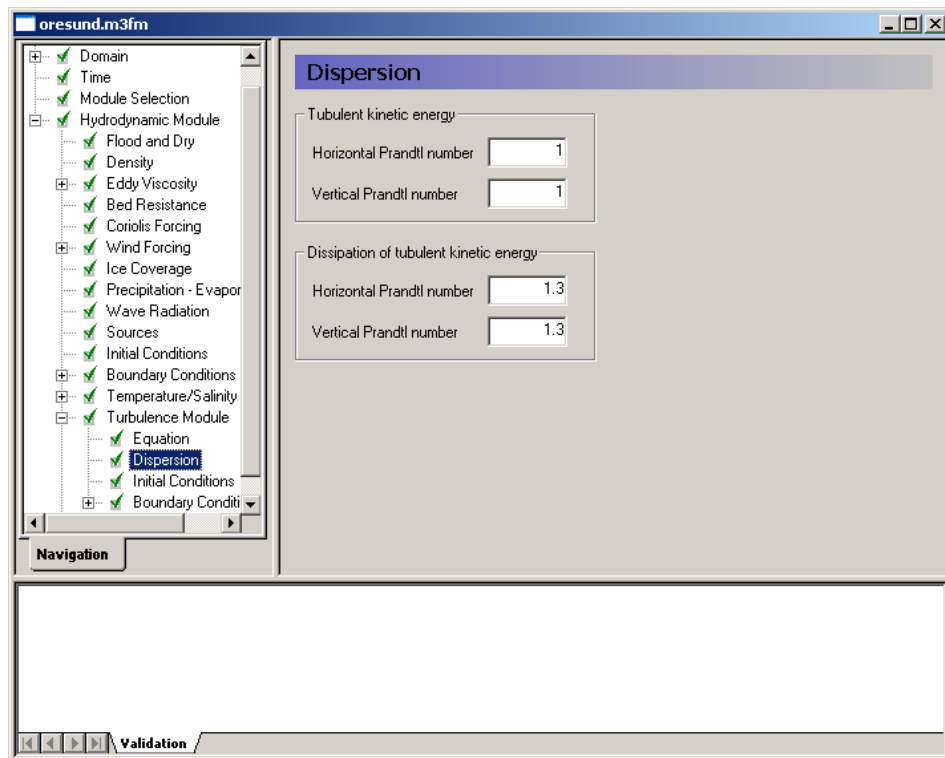 oresund.m3fm
Domain
Time
Module Selection
Hydrodynamic Module
Flood and Dry
Density
Eddy Viscosity
Bed Resistance
Coriolis Forcing
Wind Forcing
Ice Coverage
Precipitation - Evapor
Wave Radiation
Sources
Initial Conditions
Boundary Conditions
Temperature/Salinity
Turbulence Module
Equation
Dispersion
Initial Conditions
Boundary Conditi
Navigation
Dispersion
Tubulent kinetic energy
Horizontal Prandtl number 1
Vertical Prandtl number 1
Dissipation of tubulent kinetic energy
Horizontal Prandtl number 1.3
Vertical Prandtl number 1.3
Validation